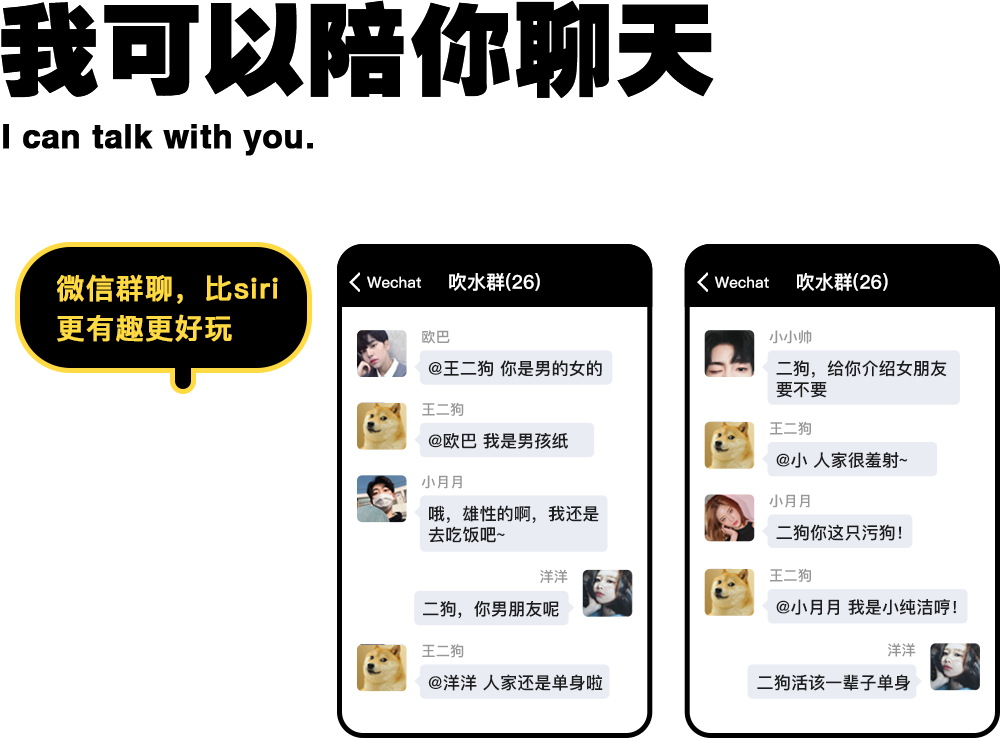 我可以陪你聊天
I can talk with you.
微信群聊，比siri
更有趣更好玩
Wechat 吹水群(26)
欧巴
@王二狗 你是男的女的
王二狗
@欧巴 我是男孩纸
小月月
哦，雄性的啊，我还是
去吃饭吧~
洋洋
二狗，你男朋友呢
王二狗
@洋洋 人家还是单身啦
Wechat 吹水群(26)
小小帅
二狗，给你介绍女朋友
要不要
王二狗
@小 人家很羞射~
小月月
二狗你这只污狗！
王二狗
@小月月 我是小纯洁哼！
洋洋
二狗活该一辈子单身